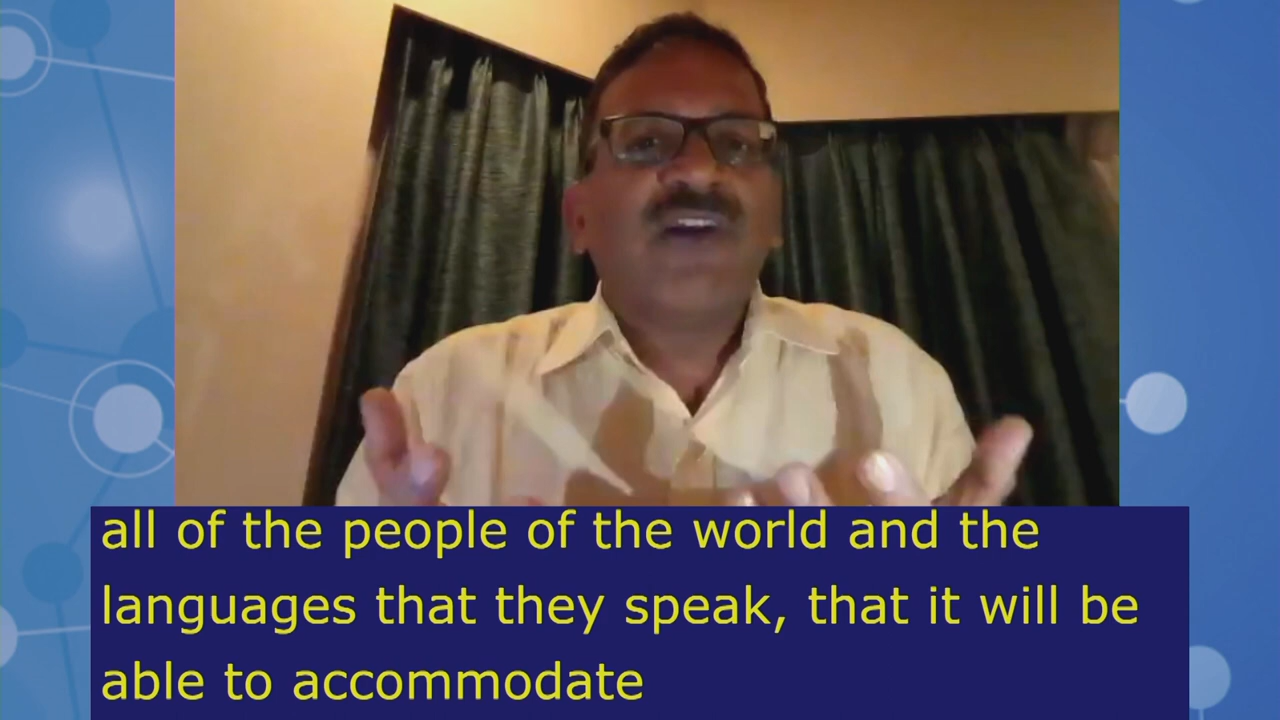 all of the people of the world and the
languages that they speak, that it will be
able to accommodate